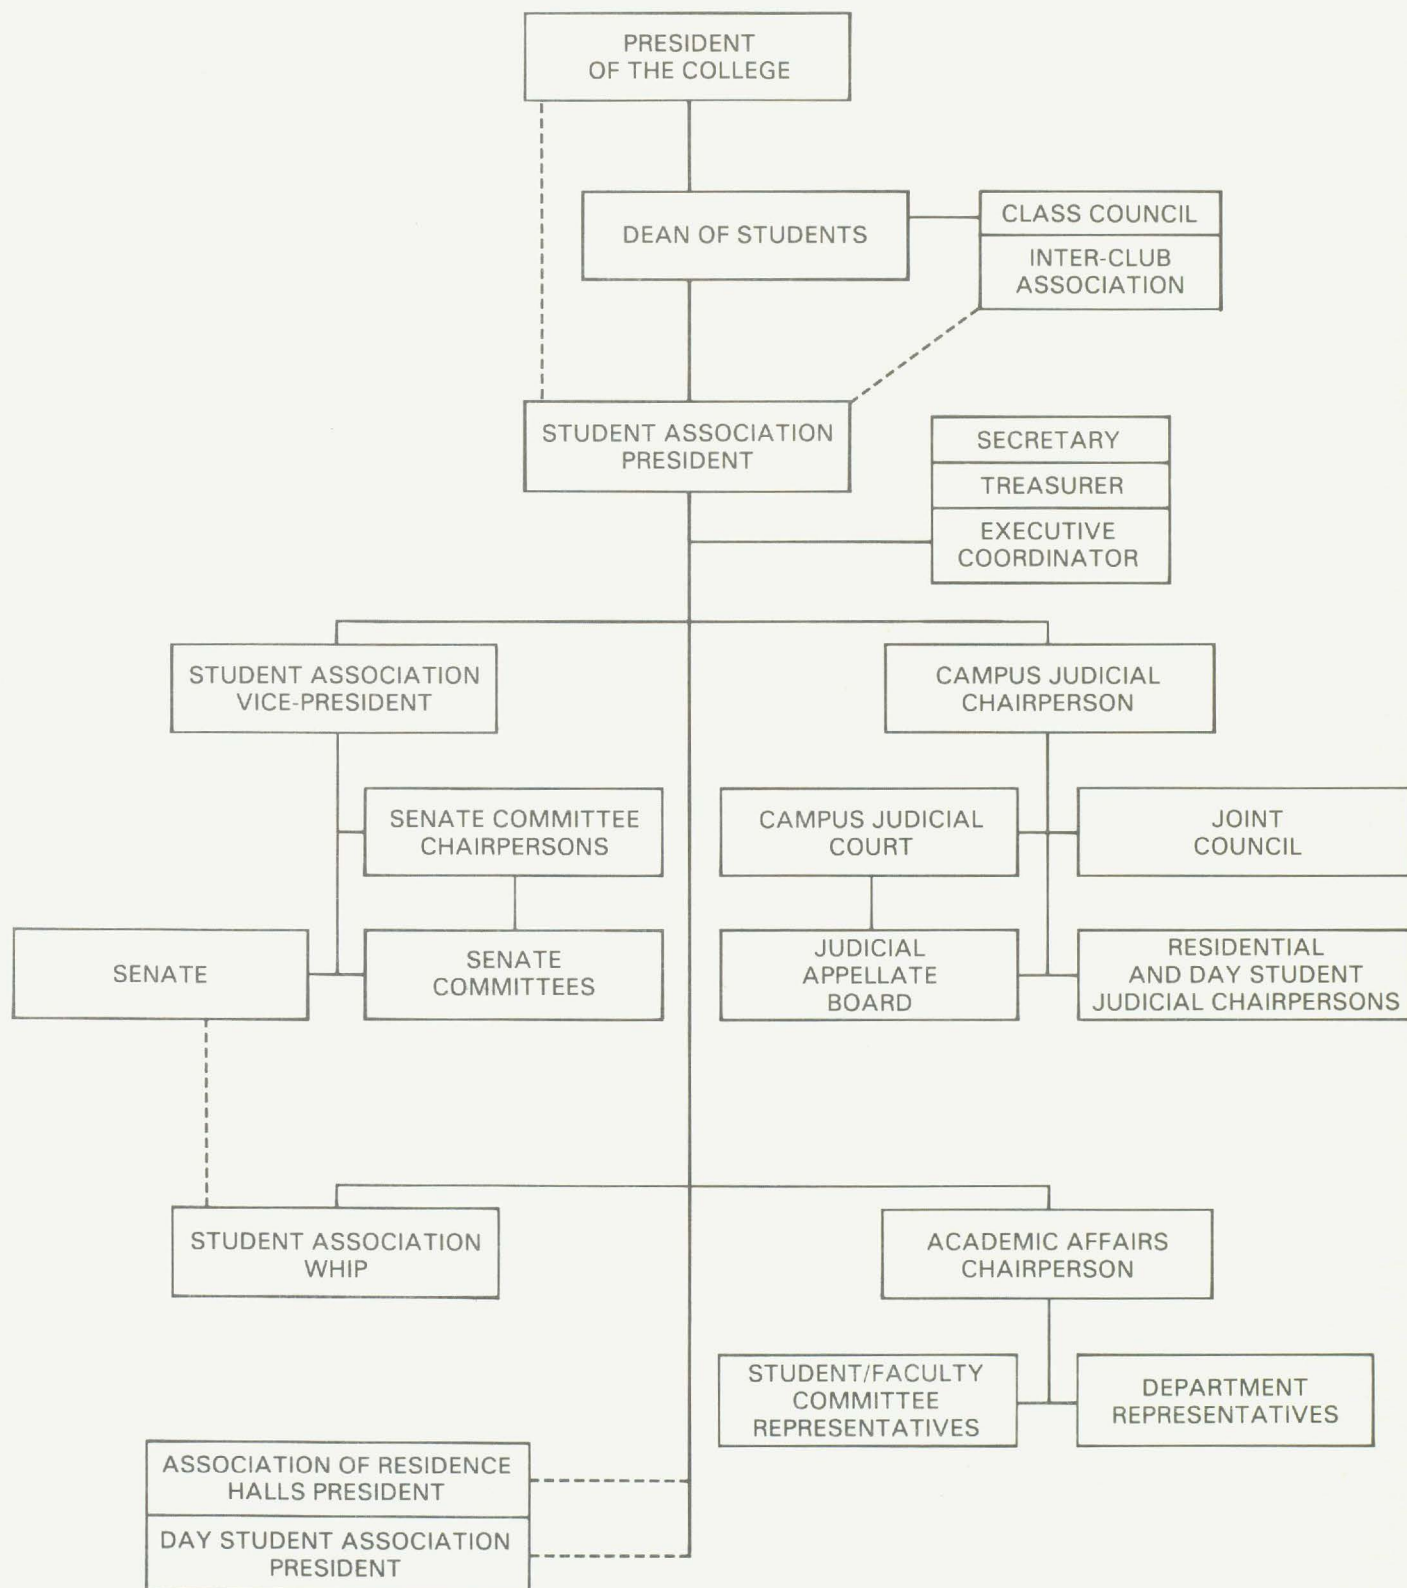 PRESIDENT
OF THE COLLEGE
DEAN OF STUDENTS
CLASS COUNCIL
INTER-CLUB
ASSOCIATION
STUDENT ASSOCIATION
PRESIDENT
SECRETARY
TREASURER
EXECUTIVE
COORDINATOR
STUDENT ASSOCIATION
VICE-PRESIDENT
CAMPUS JUDICIAL
CHAIRPERSON
SENATE COMMITTEE
CHAIRPERSONS
CAMPUS JUDICIAL
COURT
JOINT
COUNCIL
SENATE
SENATE
COMMITTEES
JUDICIAL
APPELLATE
BOARD
RESIDENTIAL
AND DAY STUDENT
JUDICIAL CHAIRPERSONS
STUDENT ASSOCIATION
WHIP
ACADEMIC AFFAIRS
CHAIRPERSON
STUDENT/FACULTY
COMMITTEE
REPRESENTATIVES
DEPARTMENT
REPRESENTATIVES
ASSOCIATION OF RESIDENCE
HALLS PRESIDENT
DAY STUDENT ASSOCIATION
PRESIDENT